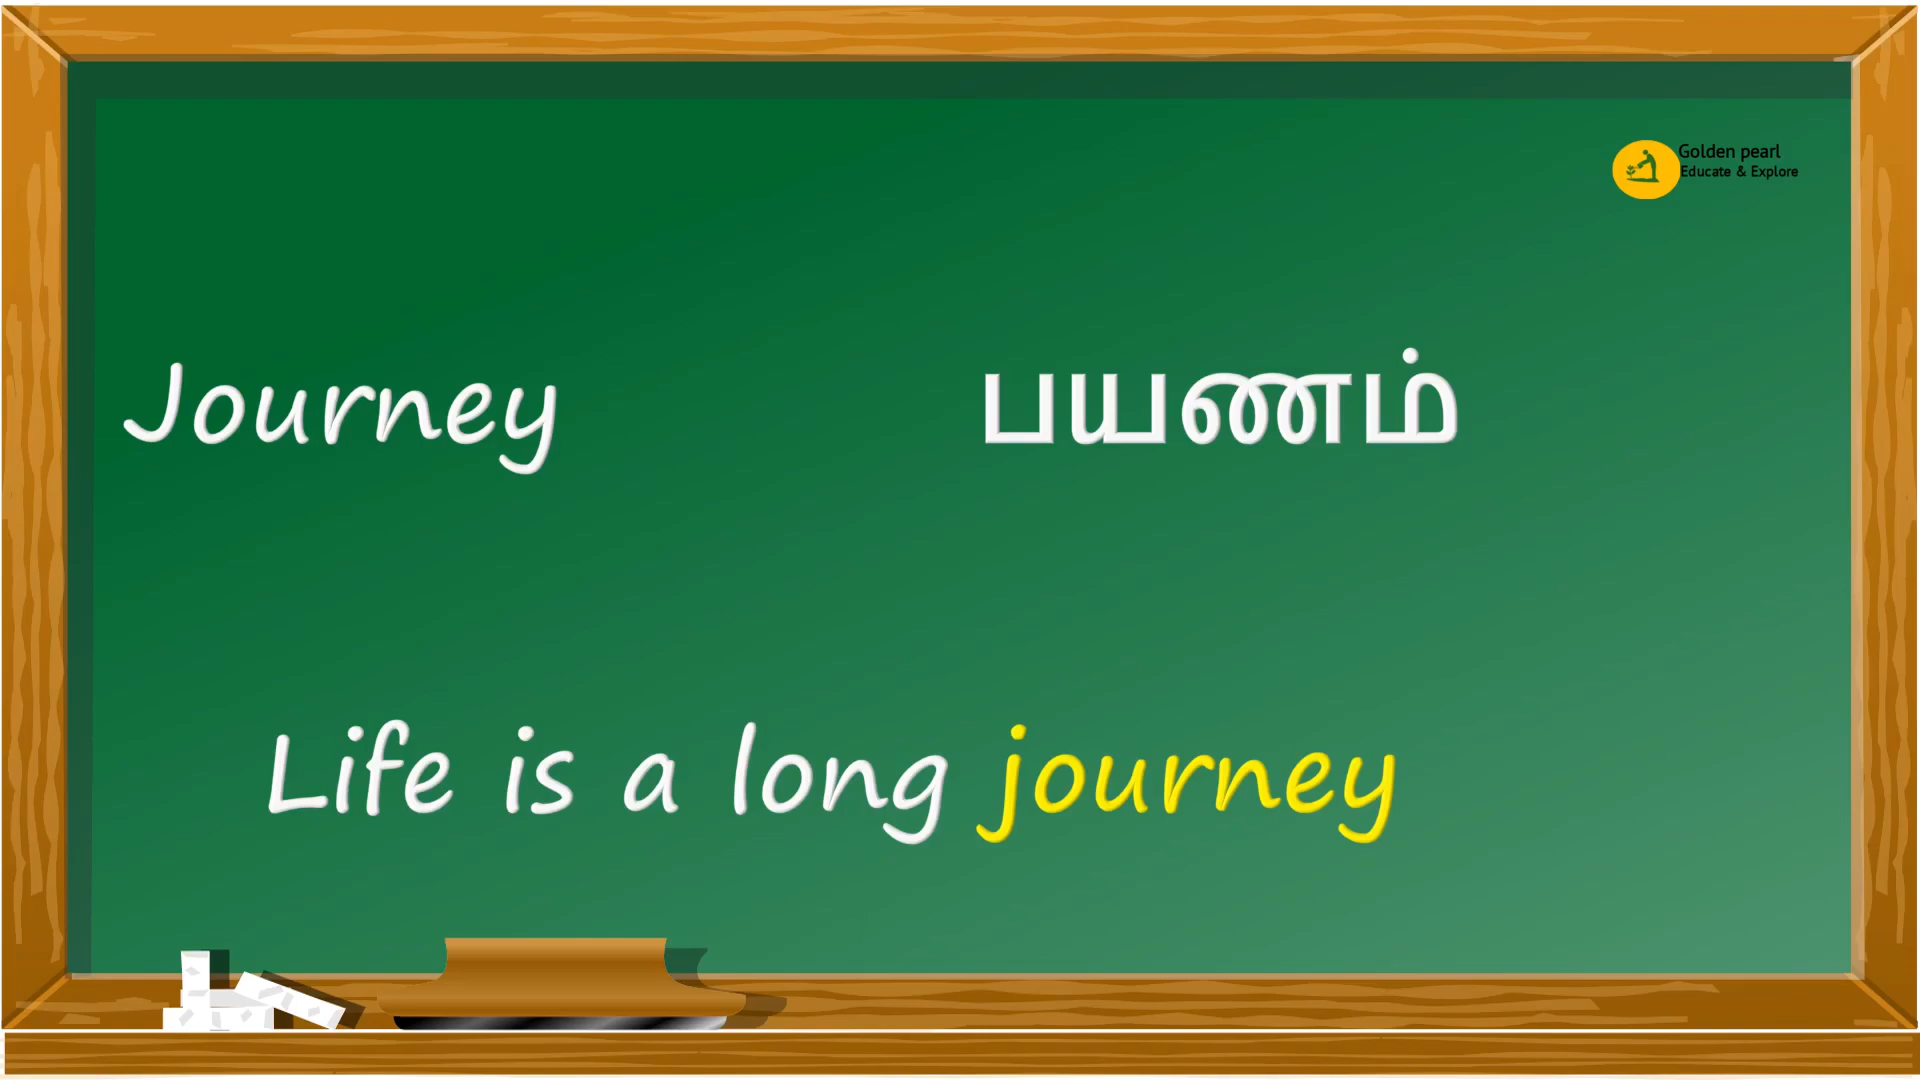 Golden pearl
Educate & Explore
Journey பயணம்
Life is a long journey